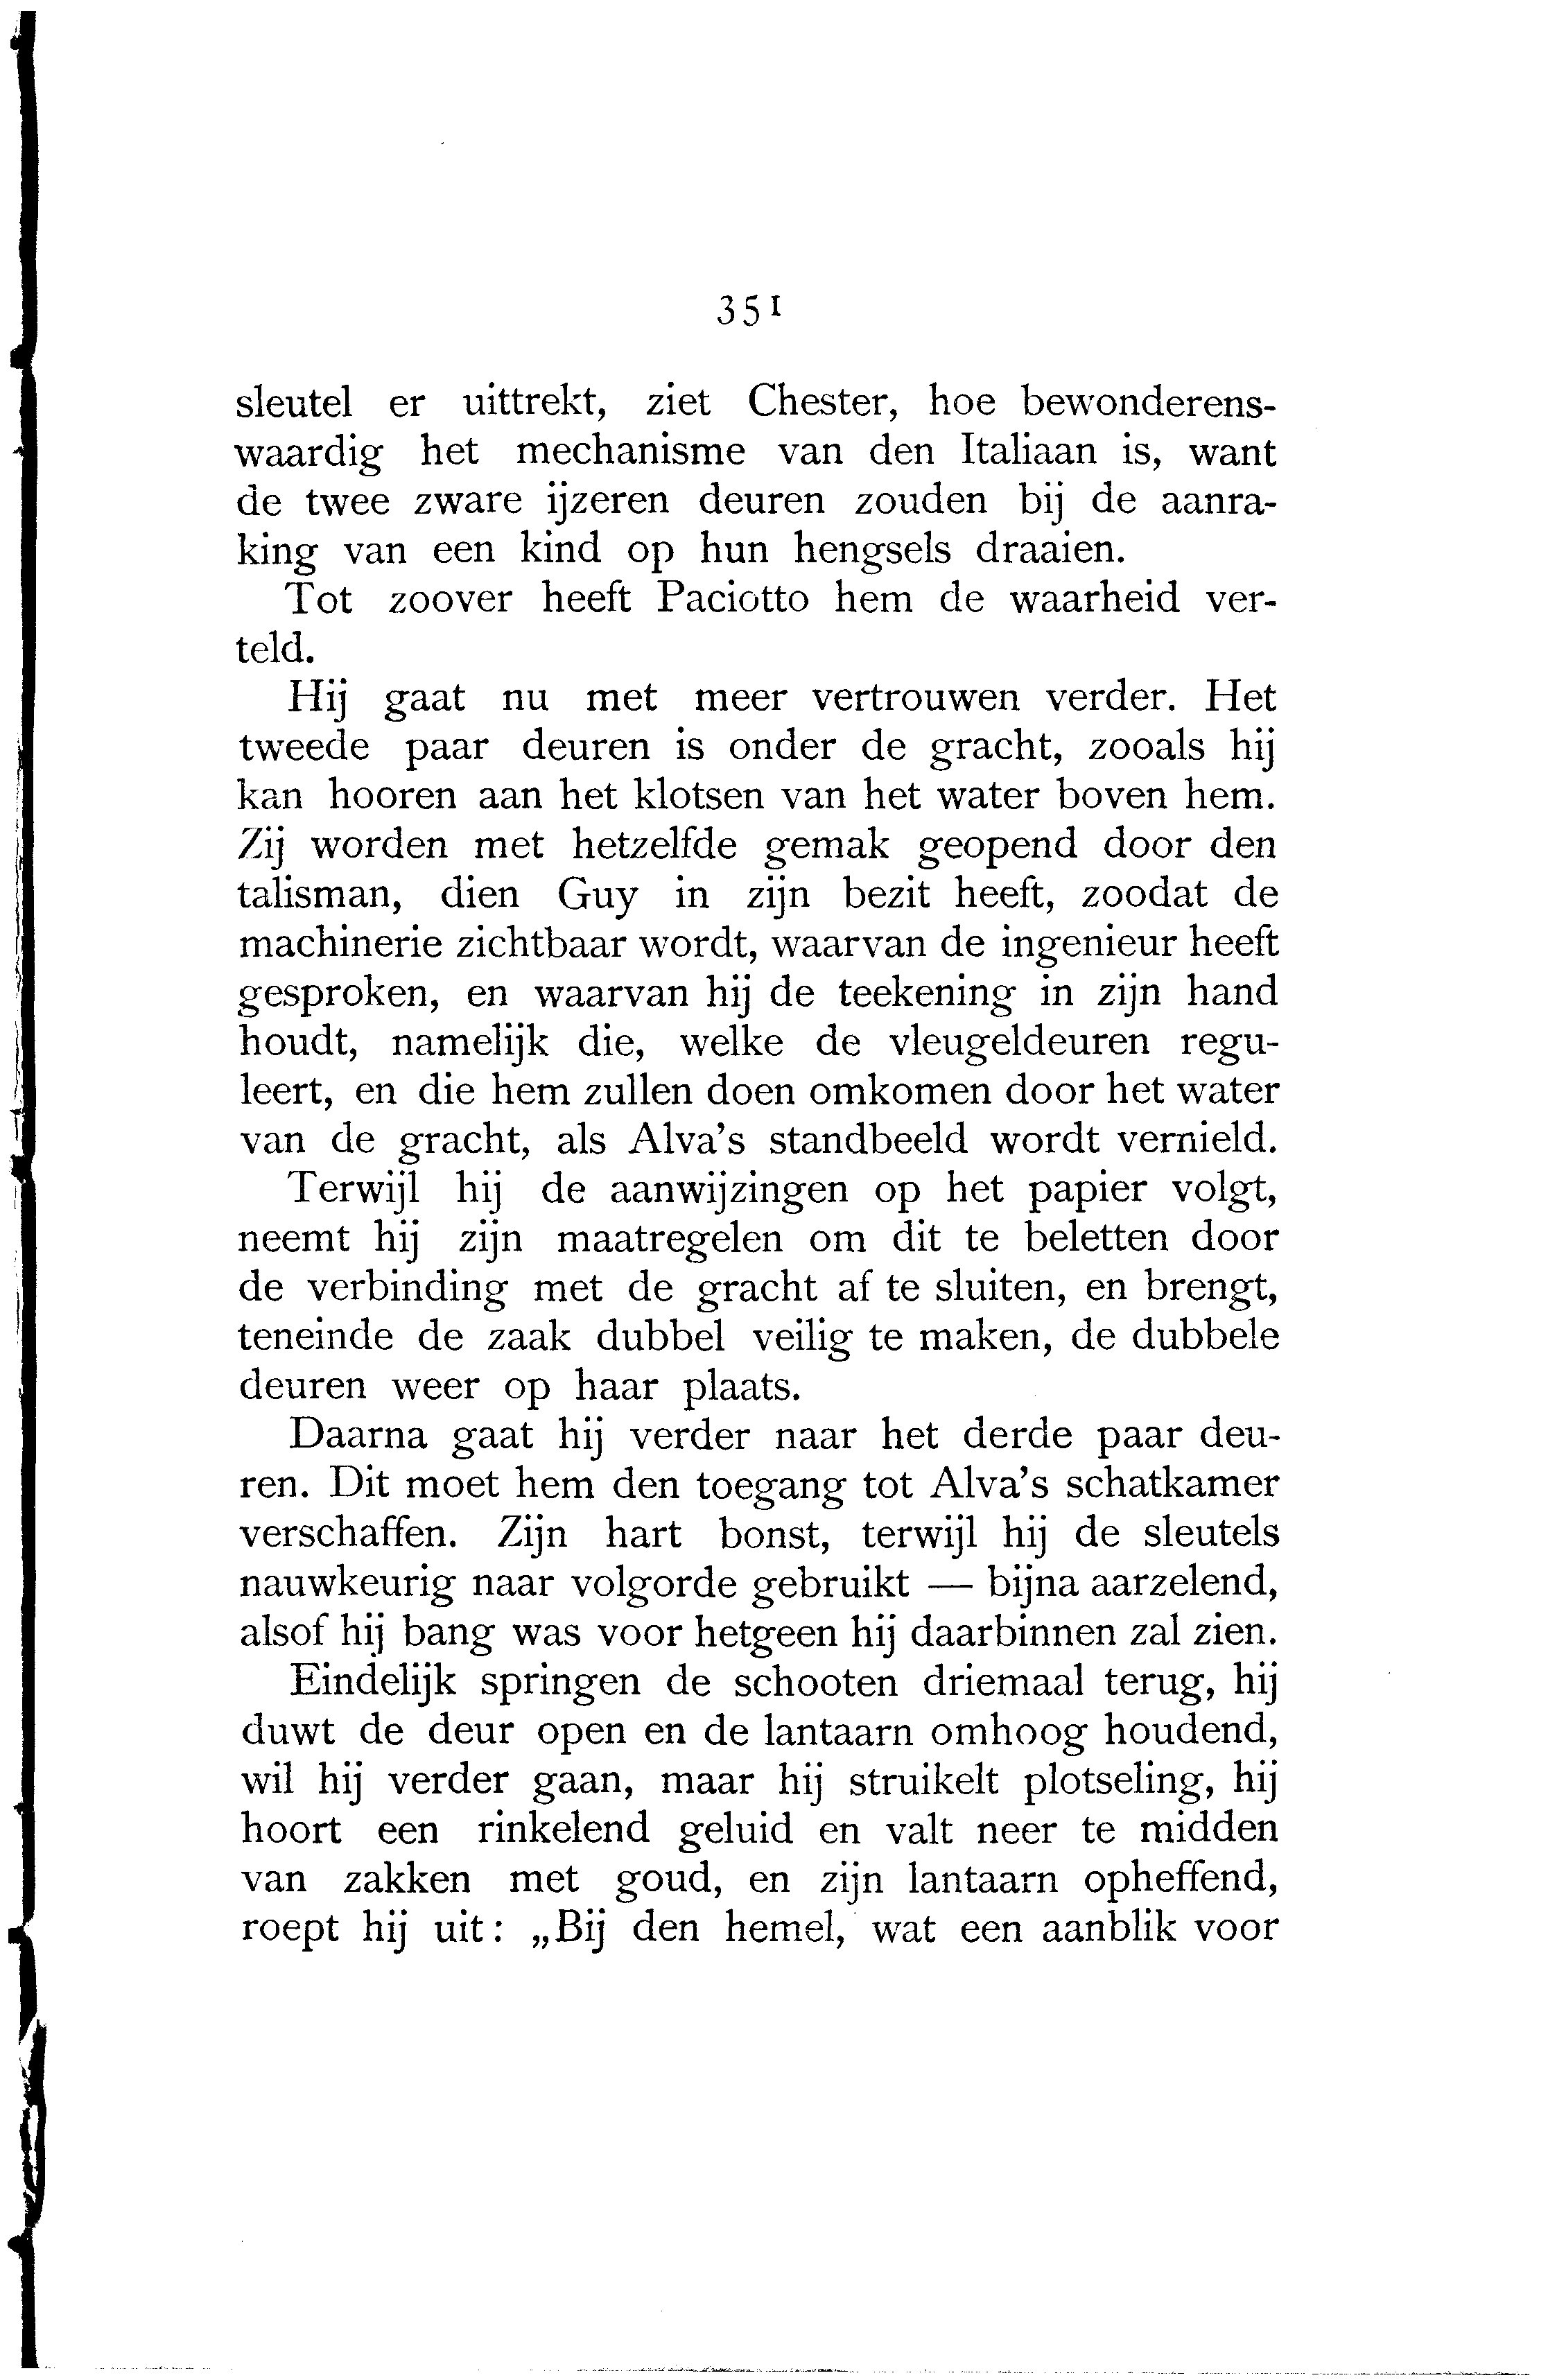 351
sleutel er uittrekt, ziet Chester, hoe bewonderens-
waardig het mechanisme van den Italiaan is, want
de twee zware ijzeren deuren zouden bij de aanra-
king van een kind op hun hengsels draaien.
Tot zoover heeft Paciotto hem de waarheid ver-
teld.
Hij gaat nu met meer vertrouwen verder. Het
tweede paar deuren is onder de gracht, zooals hij
kan hooren aan het klotsen van het water boven hem.
Zij worden met hetzelfde gemak geopend door den
talisman, dien Guy in zijn bezit heeft, zoodat de
machinerie zichtbaar wordt, waarvan de ingenieur heeft
gesproken, en waarvan hij de teekening in zijn hand
houdt, namelijk die, welke de vleugeldeuren regu-
leert, en die hem zullen doen omkomen door het water
van de gracht, als Alva's standbeeld wordt vernield.
Terwijl hij de aanwijzingen op het papier volgt,
neemt hij zijn maatregelen om dit te beletten door
de verbinding met de gracht af te sluiten, en brengt,
teneinde de zaak dubbel veilig te maken, de dubbele
deuren weer op haar plaats.
Daarna gaat hij verder naar het derde paar deu-
ren. Dit moet hem den toegang tot Alva's schatkamer
verschaffen. Zijn hart bonst, terwijl hij de sleutels
nauwkeurig naar volgorde gebruikt — bijna aarzelend,
alsof hij bang was voor hetgeen hij daarbinnen zal zien.
Eindelijk springen de schooten driemaal terug, hij
duwt de deur open en de lantaarn omhoog houdend,
wil hij verder gaan, maar hij struikelt plotseling, hij
hoort een rinkelend geluid en valt neer te midden
van zakken met goud, en zijn lantaarn opheffend,
roept hij uit: „Bij den hemel, wat een aanblik voor